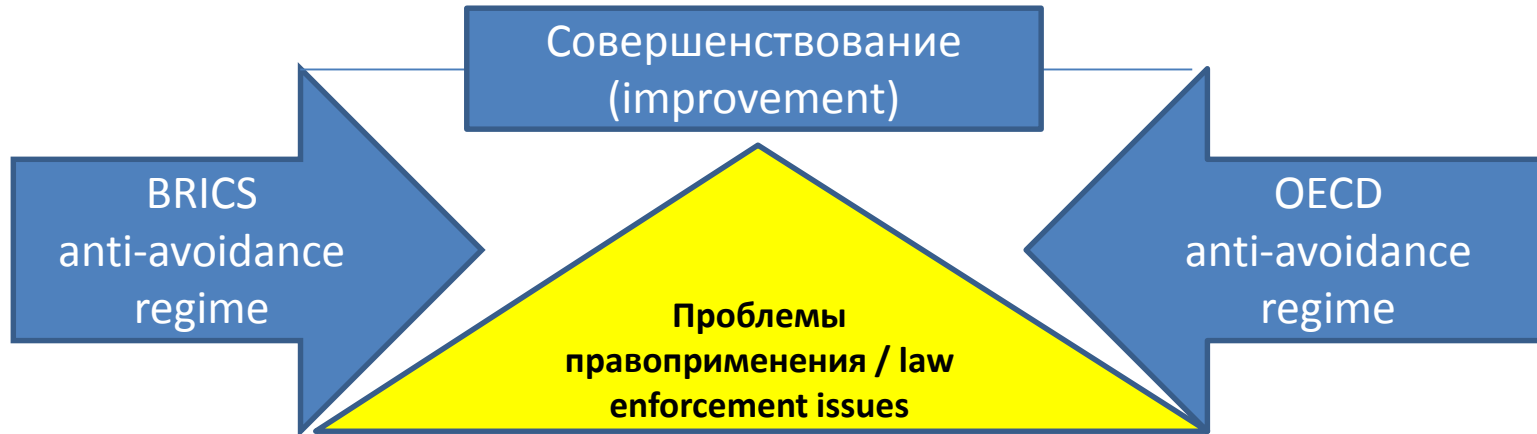 Совершенствование
(improvement)
BRICS
anti-avoidance
regime
OECD
anti-avoidance
regime
Проблемы
правоприменения / law
enforcement issues